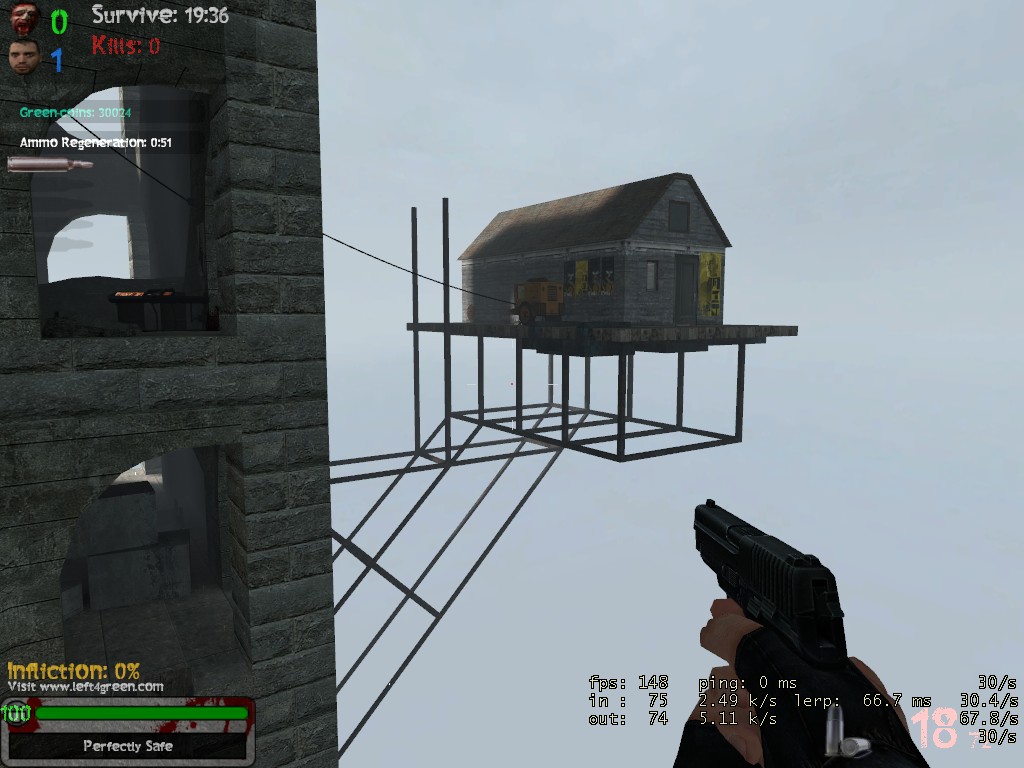 0
Survive: 19:36
1
Kills: 0
Green-coins: 30024
Ammo Regeneration: 0:51
Infliction: 0%
Visit www.left4green.com
100
Perfectly Safe
fps: 148 ping: 0 ms 30/s
in : 75 2.49 k/s lerp: 66.7 ms 30.4/s
out: 74 5.11 k/s 67.8/s
30/s
18